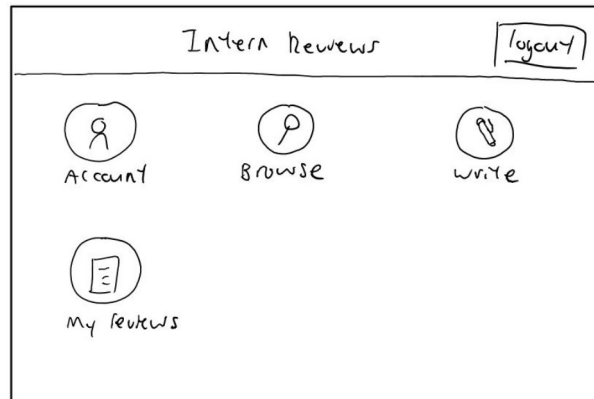 Intern Reviews
logout
Account
Browse
write
My reviews